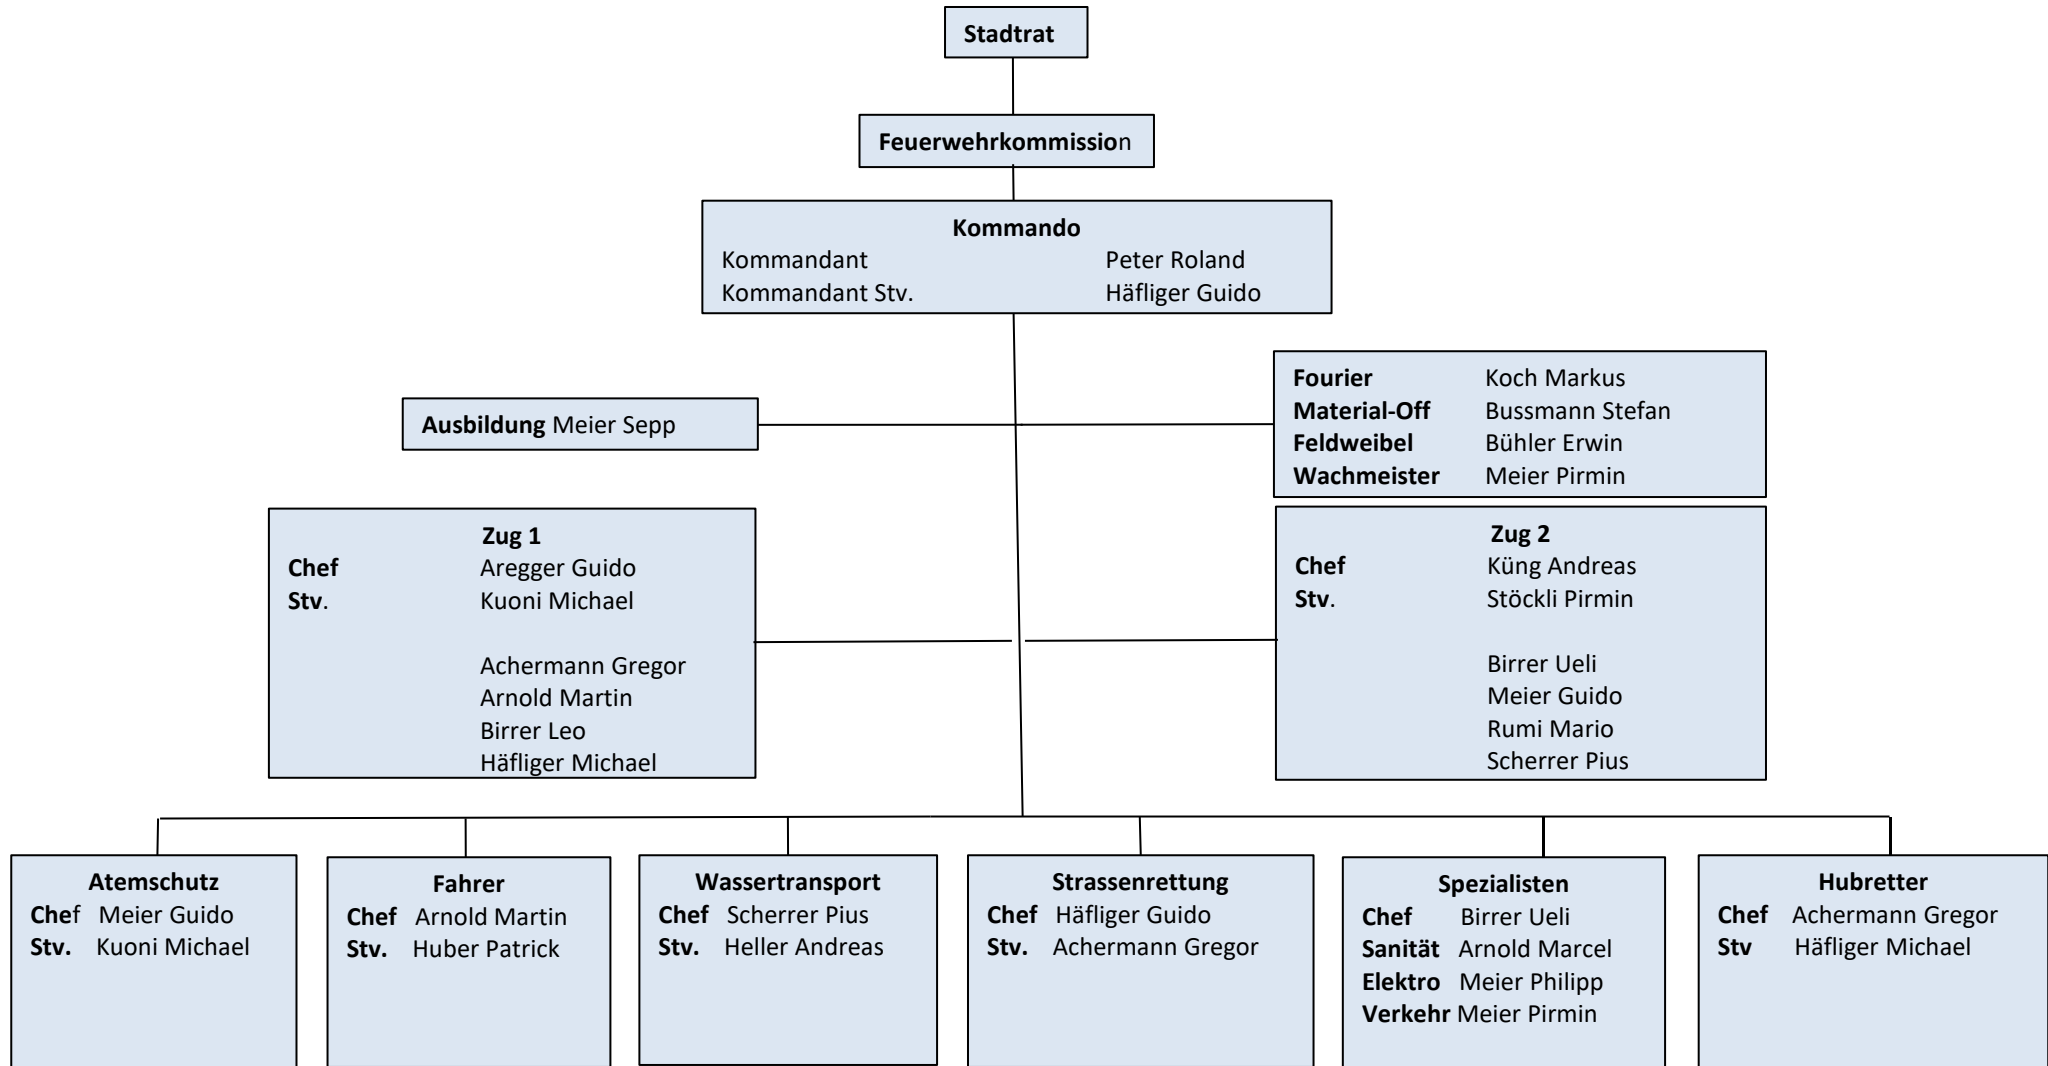 Stadtrat
Feuerwehrkommission
Kommando
Kommandant Peter Roland
Kommandant Stv. Häfliger Guido
Ausbildung Meier Sepp
Fourier Koch Markus
Material-Off Bussmann Stefan
Feldweibel Bühler Erwin
Wachmeister Meier Pirmin
Zug 1
Chef Aregger Guido
Stv. Kuoni Michael
Achermann Gregor
Arnold Martin
Birrer Leo
Häfliger Michael
Zug 2
Chef Küng Andreas
Stv. Stöckli Pirmin
Birrer Ueli
Meier Guido
Rumi Mario
Scherrer Pius
Atemschutz
Chef Meier Guido
Stv. Kuoni Michael
Fahrer
Chef Arnold Martin
Stv. Huber Patrick
Wassertransport
Chef Scherrer Pius
Stv. Heller Andreas
Strassenrettung
Chef Häfliger Guido
Stv. Achermann Gregor
Spezialisten
Chef Birrer Ueli
Sanität Arnold Marcel
Elektro Meier Philipp
Verkehr Meier Pirmin
Hubretter
Chef Achermann Gregor
Stv Häfliger Michael